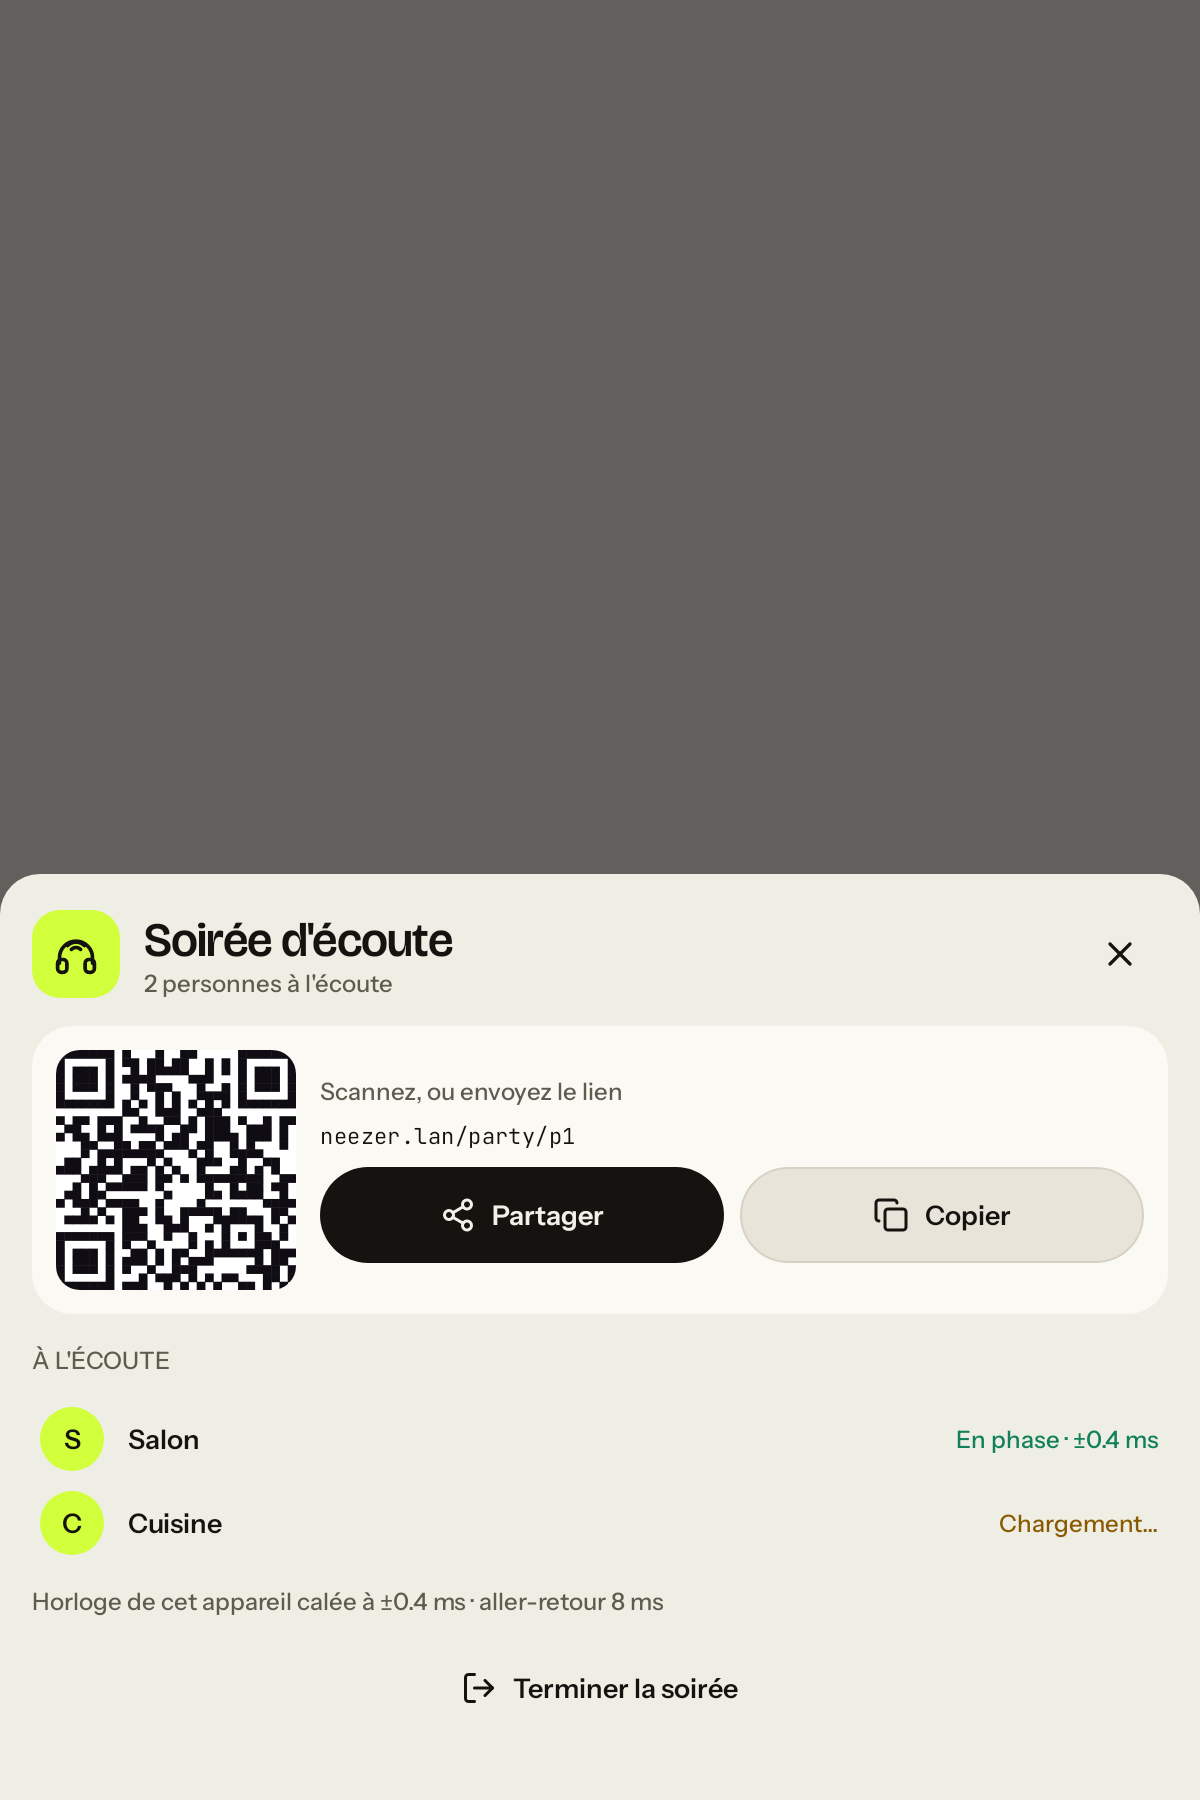 Soirée d'écoute
2 personnes à l'écoute
Scannez, ou envoyez le lien
neezer.lan/party/p1
Partager
Copier
À L'ÉCOUTE
S Salon En phase · ±0.4 ms
C Cuisine Chargement...
Horloge de cet appareil calée à ±0.4 ms · aller-retour 8 ms
Terminer la soirée